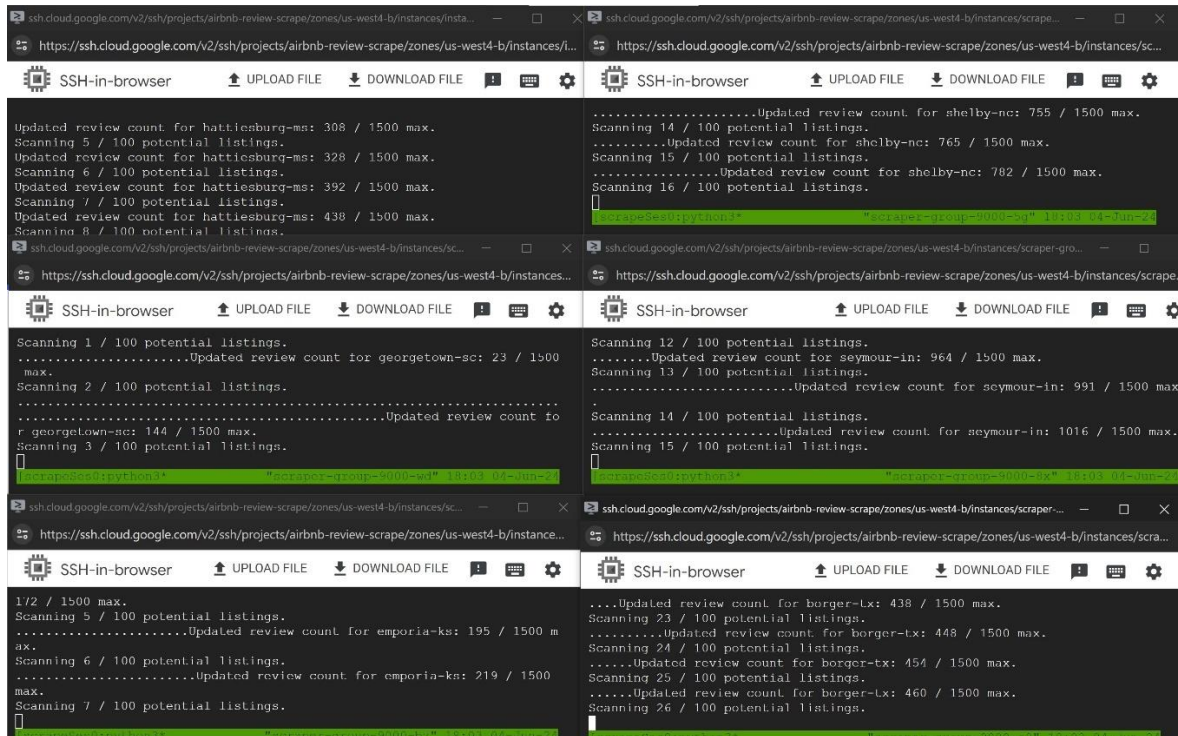 ssh.cloud.google.com/v2/ssh/projects/airbnb-review-scrape/zones/us-west4-b/instances/insta...
https://ssh.cloud.google.com/v2/ssh/projects/airbnb-review-scrape/zones/us-west4-b/instances/i...
SSH-in-browser UPLOAD FILE DOWNLOAD FILE
Updated review count for hattiesburg-ms: 308 / 1500 max.
Scanning 5 / 100 potential listings.
Updated review count for hattiesburg-ms: 328 / 1500 max.
Scanning 6 / 100 potential listings.
Updated review count for hattiesburg-ms: 392 / 1500 max.
Scanning 7 / 100 potential listings.
Updated review count for hattiesburg-ms: 438 / 1500 max.
Scanning 8 / 100 potential listings.
ssh.cloud.google.com/v2/ssh/projects/airbnb-review-scrape/zones/us-west4-b/instances/scrape...
https://ssh.cloud.google.com/v2/ssh/projects/airbnb-review-scrape/zones/us-west4-b/instances/sc...
SSH-in-browser UPLOAD FILE DOWNLOAD FILE
......................Updated review count for shelby-nc: 755 / 1500 max.
Scanning 14 / 100 potential listings.
..........Updated review count for shelby-nc: 765 / 1500 max.
Scanning 15 / 100 potential listings.
.................Updated review count for shelby-nc: 782 / 1500 max.
Scanning 16 / 100 potential listings.
[scrapeSes0:python3* "scraper-group-9000-5g" 18:03 04-Jun-24
ssh.cloud.google.com/v2/ssh/projects/airbnb-review-scrape/zones/us-west4-b/instances/sc...
https://ssh.cloud.google.com/v2/ssh/projects/airbnb-review-scrape/zones/us-west4-b/instances...
SSH-in-browser UPLOAD FILE DOWNLOAD FILE
Scanning 1 / 100 potential listings.
.......................Updated review count for georgetown-sc: 23 / 1500
max.
Scanning 2 / 100 potential listings.
........................................................................
.................................................Updated review count fo
r georgetown-sc: 144 / 1500 max.
Scanning 3 / 100 potential listings.
[scrapeSes0:python3* "scraper-group-9000-wd" 18:03 04-Jun-24
ssh.cloud.google.com/v2/ssh/projects/airbnb-review-scrape/zones/us-west4-b/instances/scraper-gro...
https://ssh.cloud.google.com/v2/ssh/projects/airbnb-review-scrape/zones/us-west4-b/instances/scrape.
SSH-in-browser UPLOAD FILE DOWNLOAD FILE
Scanning 12 / 100 potential listings.
........Updated review count for seymour-in: 964 / 1500 max.
Scanning 13 / 100 potential listings.
...........................Updated review count for seymour-in: 991 / 1500 max
.
Scanning 14 / 100 potential listings.
.........................Updated review count for seymour-in: 1016 / 1500 max.
Scanning 15 / 100 potential listings.
[scrapeSes0:python3* "scraper-group-9000-8x" 18:03 04-Jun-24
ssh.cloud.google.com/v2/ssh/projects/airbnb-review-scrape/zones/us-west4-b/instances/sc...
https://ssh.cloud.google.com/v2/ssh/projects/airbnb-review-scrape/zones/us-west4-b/instance...
SSH-in-browser UPLOAD FILE DOWNLOAD FILE
172 / 1500 max.
Scanning 5 / 100 potential listings.
.......................Updated review count for emporia-ks: 195 / 1500 m
ax.
Scanning 6 / 100 potential listings.
........................Updated review count for emporia-ks: 219 / 1500
max.
Scanning 7 / 100 potential listings.
ssh.cloud.google.com/v2/ssh/projects/airbnb-review-scrape/zones/us-west4-b/instances/scraper-...
https://ssh.cloud.google.com/v2/ssh/projects/airbnb-review-scrape/zones/us-west4-b/instances/scra...
SSH-in-browser UPLOAD FILE DOWNLOAD FILE
....Updated review count for borger-tx: 438 / 1500 max.
Scanning 23 / 100 potential listings.
..........Updated review count for borger-tx: 448 / 1500 max.
Scanning 24 / 100 potential listings.
......Updated review count for borger-tx: 454 / 1500 max.
Scanning 25 / 100 potential listings.
......Updated review count for borger-tx: 460 / 1500 max.
Scanning 26 / 100 potential listings.